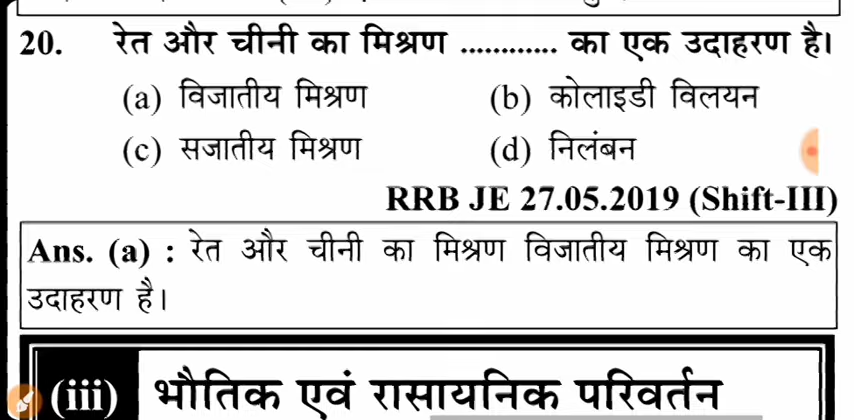 20. रेत और चीनी का मिश्रण ............. का एक उदाहरण है।
(a) विजातीय मिश्रण (b) कोलाइडी विलयन
(c) सजातीय मिश्रण (d) निलंबन
RRB JE 27.05.2019 (Shift-III)
Ans. (a) : रेत और चीनी का मिश्रण विजातीय मिश्रण का एक
उदाहरण है।
(iii) भौतिक एवं रासायनिक परिवर्तन